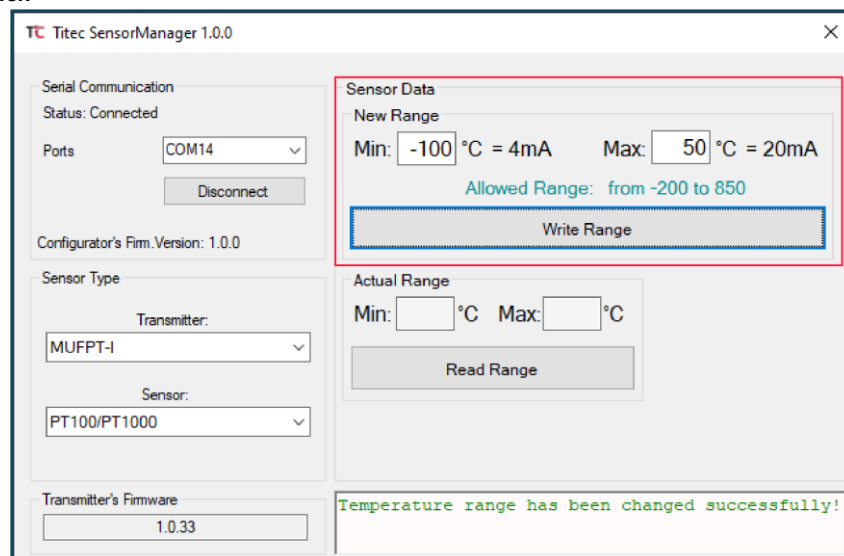 TC Titec SensorManager 1.0.0
Serial Communication
Status: Connected
Ports
COM14
Disconnect
Configurator's Firm.Version: 1.0.0
Sensor Data
New Range
Min: -100 °C = 4mA Max: 50 °C = 20mA
Allowed Range: from -200 to 850
Write Range
Sensor Type
Transmitter:
MUFPT-I
Sensor:
PT100/PT1000
Actual Range
Min: °C Max: °C
Read Range
Transmitter's Firmware
1.0.33
Temperature range has been changed successfully!